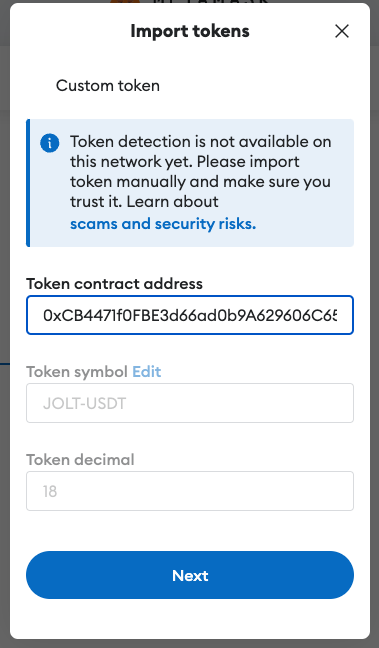 Import tokens
Custom token
Token detection is not available on
this network yet. Please import
token manually and make sure you
trust it. Learn about
scams and security risks.
Token contract address
0xCB4471f0FBE3d66ad0b9A629606C65
Token symbol Edit
JOLT-USDT
Token decimal
18
Next